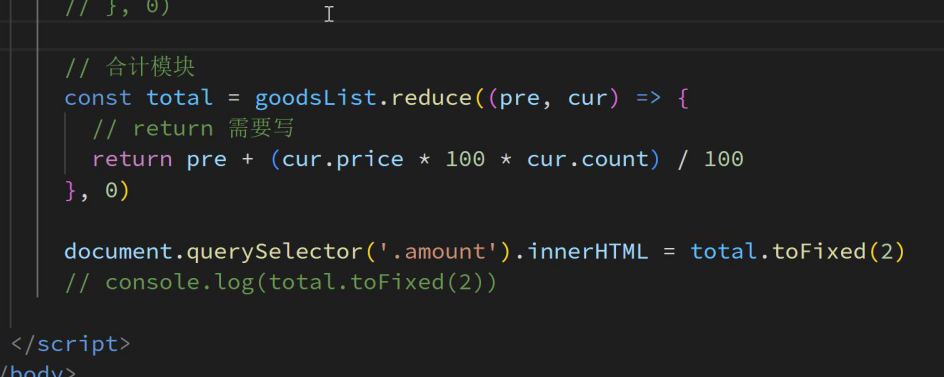 // }, 0)
// 合计模块
const total = goodsList.reduce((pre, cur) => {
// return 需要写
return pre + (cur.price * 100 * cur.count) / 100
}, 0)
document.querySelector('.amount').innerHTML = total.toFixed(2)
// console.log(total.toFixed(2))
</script>
/body>